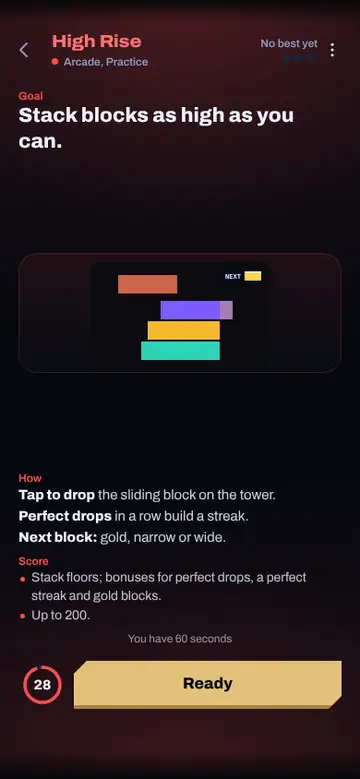 High Rise
No best yet
Arcade, Practice
Goal
Stack blocks as high as you
can.
NEXT
How
Tap to drop the sliding block on the tower.
Perfect drops in a row build a streak.
Next block: gold, narrow or wide.
Score
Stack floors; bonuses for perfect drops, a perfect
streak and gold blocks.
Up to 200.
You have 60 seconds
28
Ready